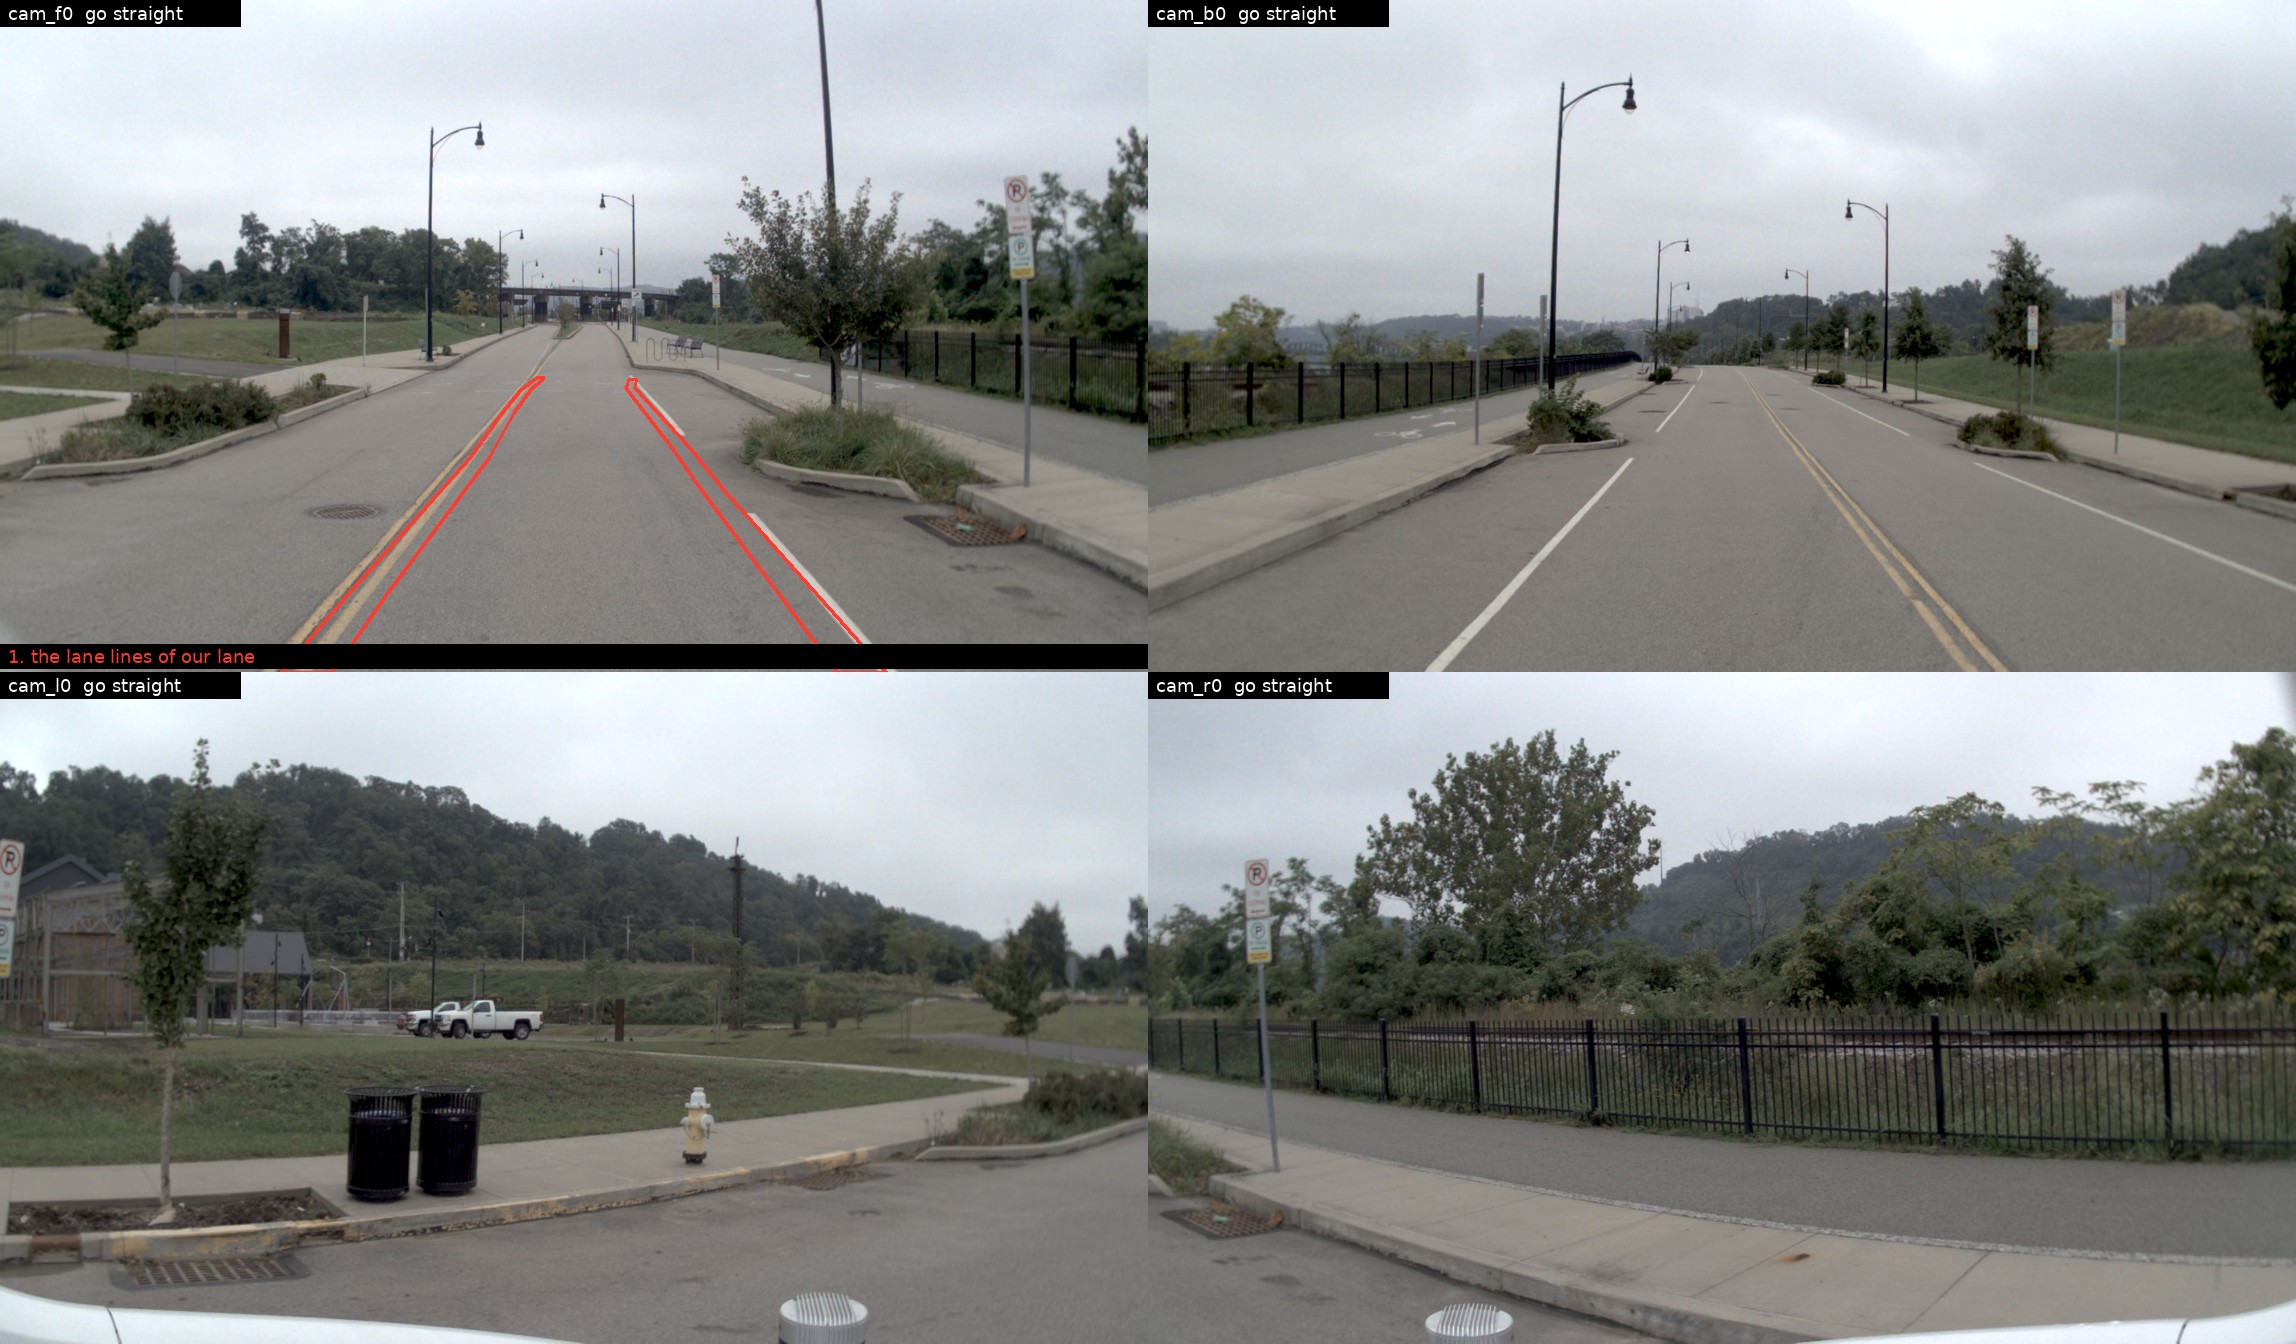 cam_f0 go straight
cam_b0 go straight
P
P
1. the lane lines of our lane
cam_l0 go straight
cam_r0 go straight
P
P
P
P